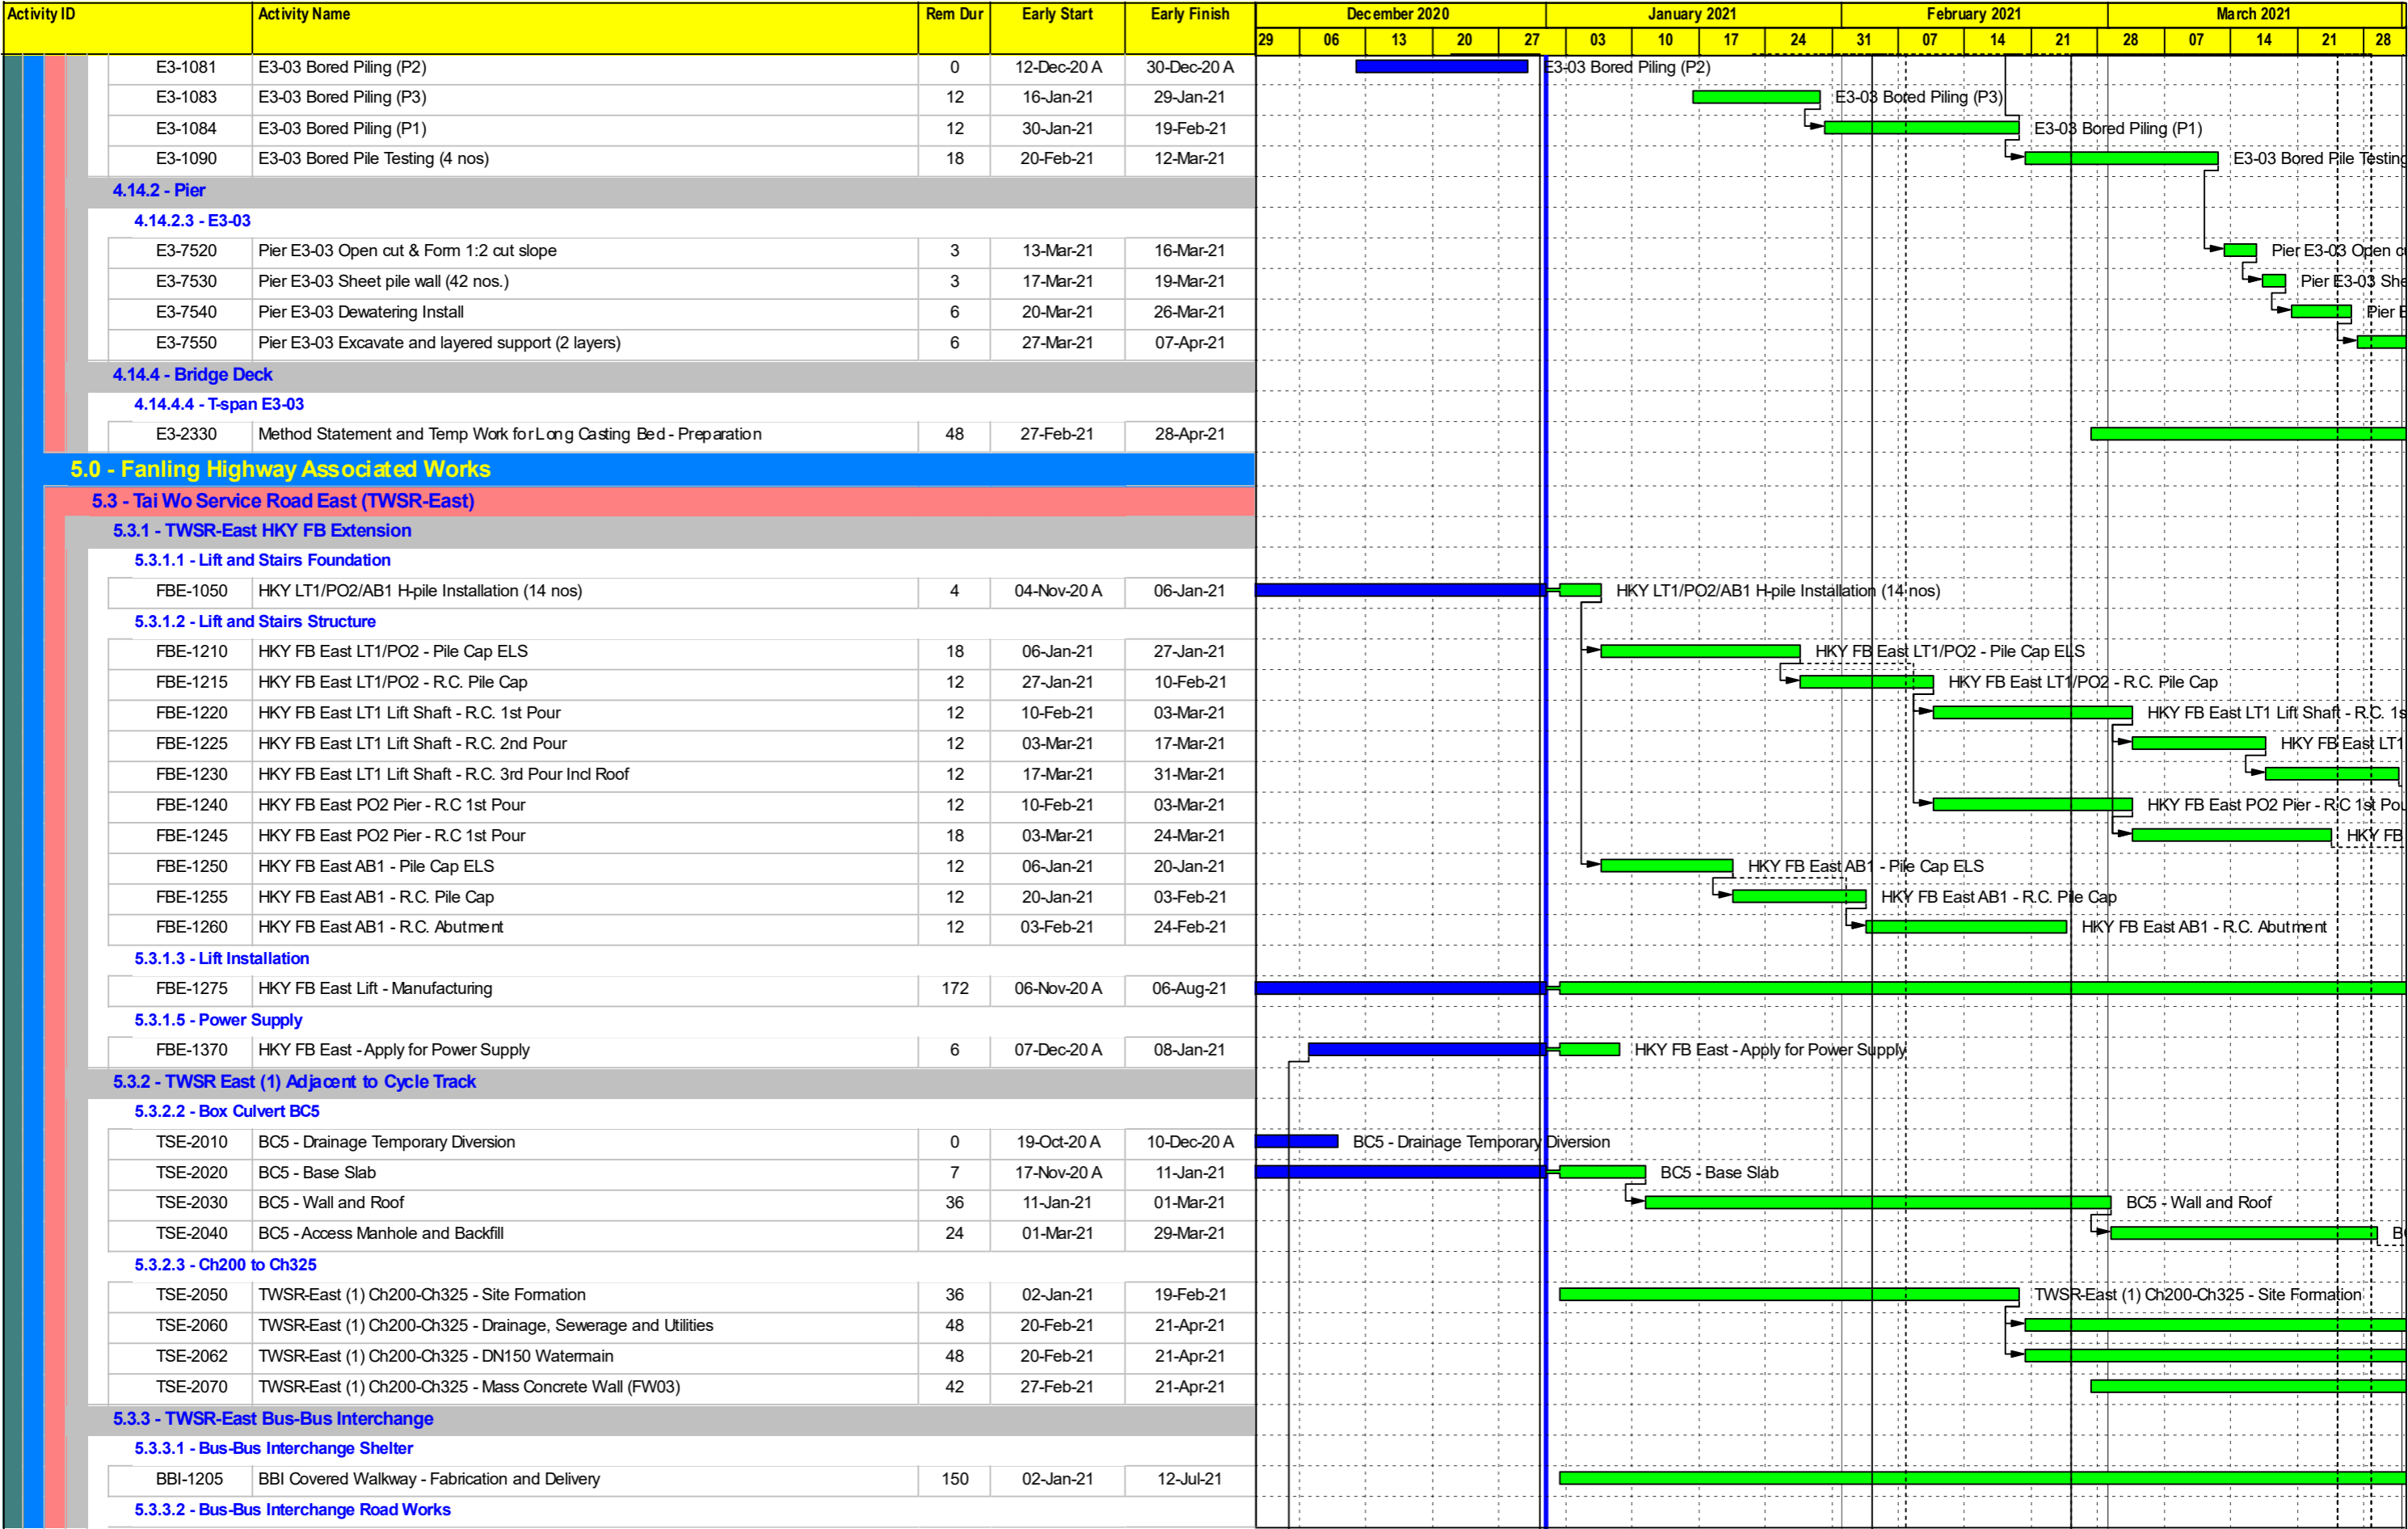 Activity ID Activity Name Rem Dur Early Start Early Finish December 2020 January 2021 February 2021 March 2021
29 06 13 20 27 03 10 17 24 31 07 14 21 28 07 14 21 28
E3-1081 E3-03 Bored Piling (P2) 0 12-Dec-20 A 30-Dec-20 A E3-03 Bored Piling (P2)
E3-1083 E3-03 Bored Piling (P3) 12 16-Jan-21 29-Jan-21 E3-03 Bored Piling (P3)
E3-1084 E3-03 Bored Piling (P1) 12 30-Jan-21 19-Feb-21 E3-03 Bored Piling (P1)
E3-1090 E3-03 Bored Pile Testing (4 nos) 18 20-Feb-21 12-Mar-21 E3-03 Bored Pile Testing
4.14.2 - Pier
4.14.2.3 - E3-03
E3-7520 Pier E3-03 Open cut & Form 1:2 cut slope 3 13-Mar-21 16-Mar-21 Pier E3-03 Open c
E3-7530 Pier E3-03 Sheet pile wall (42 nos.) 3 17-Mar-21 19-Mar-21 Pier E3-03 She
E3-7540 Pier E3-03 Dewatering Install 6 20-Mar-21 26-Mar-21 Pier E
E3-7550 Pier E3-03 Excavate and layered support (2 layers) 6 27-Mar-21 07-Apr-21
4.14.4 - Bridge Deck
4.14.4.4 - T-span E3-03
E3-2330 Method Statement and Temp Work for Long Casting Bed - Preparation 48 27-Feb-21 28-Apr-21
5.0 - Fanling Highway Associated Works
5.3 - Tai Wo Service Road East (TWSR-East)
5.3.1 - TWSR-East HKY FB Extension
5.3.1.1 - Lift and Stairs Foundation
FBE-1050 HKY LT1/PO2/AB1 H-pile Installation (14 nos) 4 04-Nov-20 A 06-Jan-21 HKY LT1/PO2/AB1 H-pile Installation (14 nos)
5.3.1.2 - Lift and Stairs Structure
FBE-1210 HKY FB East LT1/PO2 - Pile Cap ELS 18 06-Jan-21 27-Jan-21 HKY FB East LT1/PO2 - Pile Cap ELS
FBE-1215 HKY FB East LT1/PO2 - R.C. Pile Cap 12 27-Jan-21 10-Feb-21 HKY FB East LT1/PO2 - R.C. Pile Cap
FBE-1220 HKY FB East LT1 Lift Shaft - R.C. 1st Pour 12 10-Feb-21 03-Mar-21 HKY FB East LT1 Lift Shaft - R.C. 1s
FBE-1225 HKY FB East LT1 Lift Shaft - R.C. 2nd Pour 12 03-Mar-21 17-Mar-21 HKY FB East LT1
FBE-1230 HKY FB East LT1 Lift Shaft - R.C. 3rd Pour Incl Roof 12 17-Mar-21 31-Mar-21
FBE-1240 HKY FB East PO2 Pier - R.C 1st Pour 12 10-Feb-21 03-Mar-21 HKY FB East PO2 Pier - R.C 1st Pou
FBE-1245 HKY FB East PO2 Pier - R.C 1st Pour 18 03-Mar-21 24-Mar-21 HKY FB
FBE-1250 HKY FB East AB1 - Pile Cap ELS 12 06-Jan-21 20-Jan-21 HKY FB East AB1 - Pile Cap ELS
FBE-1255 HKY FB East AB1 - R.C. Pile Cap 12 20-Jan-21 03-Feb-21 HKY FB East AB1 - R.C. Pile Cap
FBE-1260 HKY FB East AB1 - R.C. Abutment 12 03-Feb-21 24-Feb-21 HKY FB East AB1 - R.C. Abutment
5.3.1.3 - Lift Installation
FBE-1275 HKY FB East Lift - Manufacturing 172 06-Nov-20 A 06-Aug-21
5.3.1.5 - Power Supply
FBE-1370 HKY FB East - Apply for Power Supply 6 07-Dec-20 A 08-Jan-21 HKY FB East - Apply for Power Supply
5.3.2 - TWSR East (1) Adjacent to Cycle Track
5.3.2.2 - Box Culvert BC5
TSE-2010 BC5 - Drainage Temporary Diversion 0 19-Oct-20 A 10-Dec-20 A BC5 - Drainage Temporary Diversion
TSE-2020 BC5 - Base Slab 7 17-Nov-20 A 11-Jan-21 BC5 - Base Slab
TSE-2030 BC5 - Wall and Roof 36 11-Jan-21 01-Mar-21 BC5 - Wall and Roof
TSE-2040 BC5 - Access Manhole and Backfill 24 01-Mar-21 29-Mar-21 BC
5.3.2.3 - Ch200 to Ch325
TSE-2050 TWSR-East (1) Ch200-Ch325 - Site Formation 36 02-Jan-21 19-Feb-21 TWSR-East (1) Ch200-Ch325 - Site Formation
TSE-2060 TWSR-East (1) Ch200-Ch325 - Drainage, Sewerage and Utilities 48 20-Feb-21 21-Apr-21
TSE-2062 TWSR-East (1) Ch200-Ch325 - DN150 Watermain 48 20-Feb-21 21-Apr-21
TSE-2070 TWSR-East (1) Ch200-Ch325 - Mass Concrete Wall (FW03) 42 27-Feb-21 21-Apr-21
5.3.3 - TWSR-East Bus-Bus Interchange
5.3.3.1 - Bus-Bus Interchange Shelter
BBI-1205 BBI Covered Walkway - Fabrication and Delivery 150 02-Jan-21 12-Jul-21
5.3.3.2 - Bus-Bus Interchange Road Works